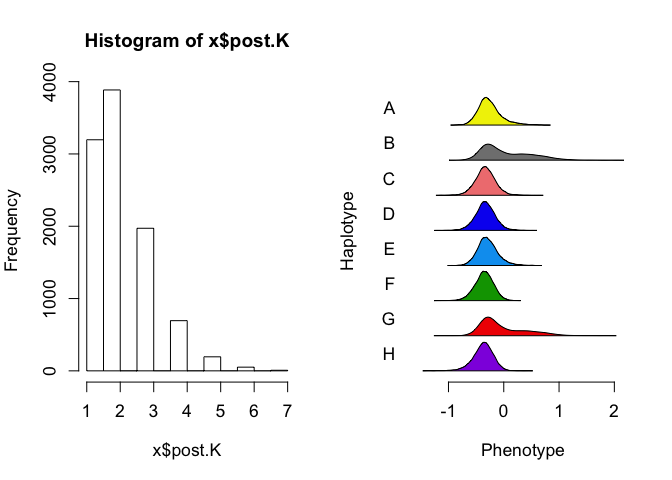 Histogram of x$post.K
Frequency
0
1000
2000
3000
4000
1 2 3 4 5 6 7
x$post.K
Haplotype
A
B
C
D
E
F
G
H
-1 0 1 2
Phenotype